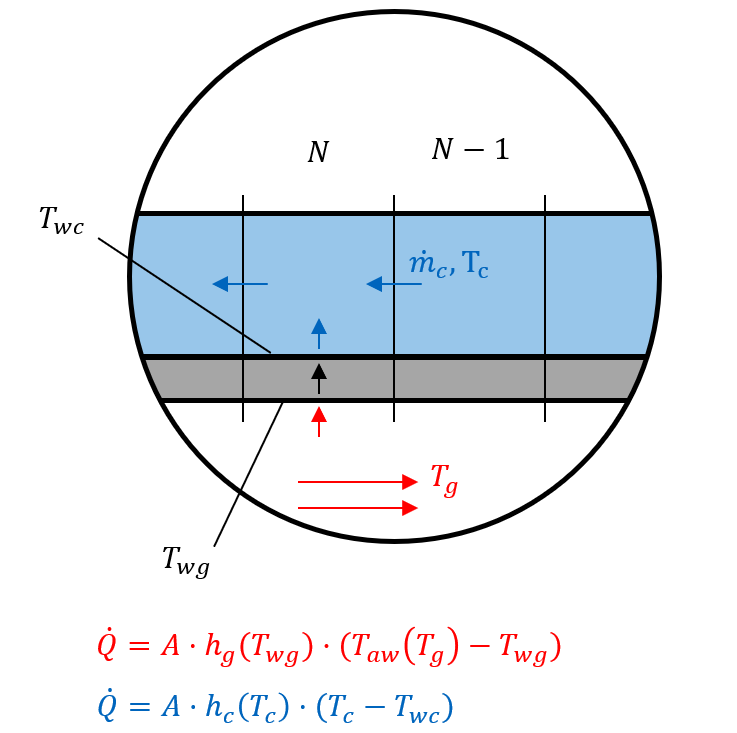 N N − 1
T_wc
ṁ_c, T_c
T_g
T_wg
Q̇ = A · h_g(T_wg) · (T_aw(T_g) − T_wg)
Q̇ = A · h_c(T_c) · (T_c − T_wc)